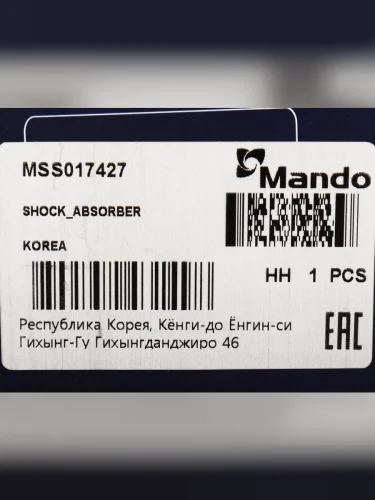 MSS017427
Mando
SHOCK_ABSORBER
KOREA
HH 1 PCS
Республика Корея, Кёнги-до Ёнгин-си
Гихынг-Гу Гихынгданджиро 46
EAC